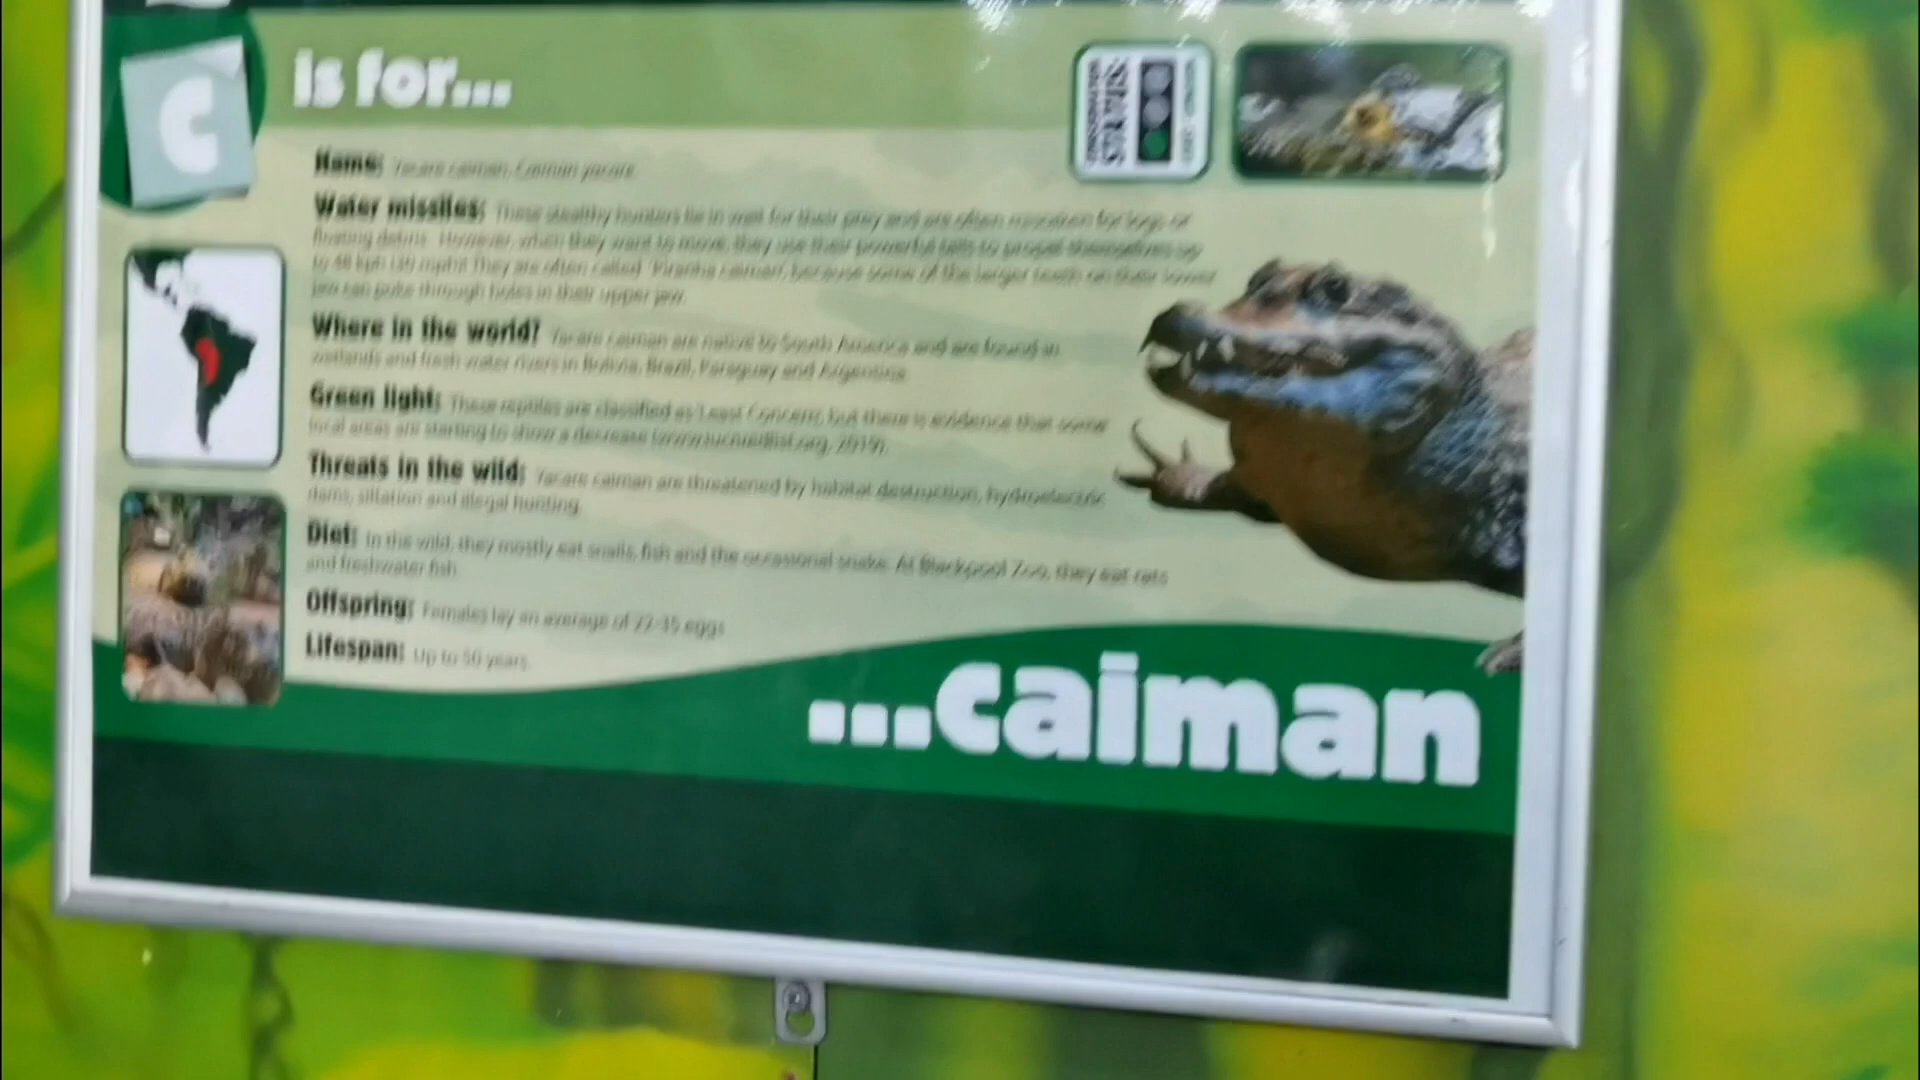 C
is for...
Name: Yacare caiman, Caiman yacare
Water missiles: These stealthy hunters lie in wait for their prey and are often mistaken for logs or
floating debris. However, when they want to move, they use their powerful tails to propel themselves up
to 48 kph (30 mph)! They are often called 'Piranha caiman', because some of the larger teeth on their lower
jaw can poke through holes in their upper jaw.
Where in the world? Yacare caiman are native to South America and are found in
wetlands and fresh water rivers in Bolivia, Brazil, Paraguay and Argentina.
Green light: These reptiles are classified as 'Least Concern', but there is evidence that some
local areas are starting to show a decrease (www.iucnredlist.org, 2019).
Threats in the wild: Yacare caiman are threatened by habitat destruction, hydroelectric
dams, siltation and illegal hunting.
Diet: In the wild, they mostly eat snails, fish and the occasional snake. At Blackpool Zoo, they eat rats
and freshwater fish.
Offspring: Females lay an average of 22-35 eggs
Lifespan: Up to 50 years.
...caiman
STATUS